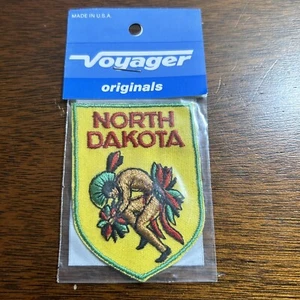 MADE IN U.S.A.
Voyager
originals
NORTH
DAKOTA